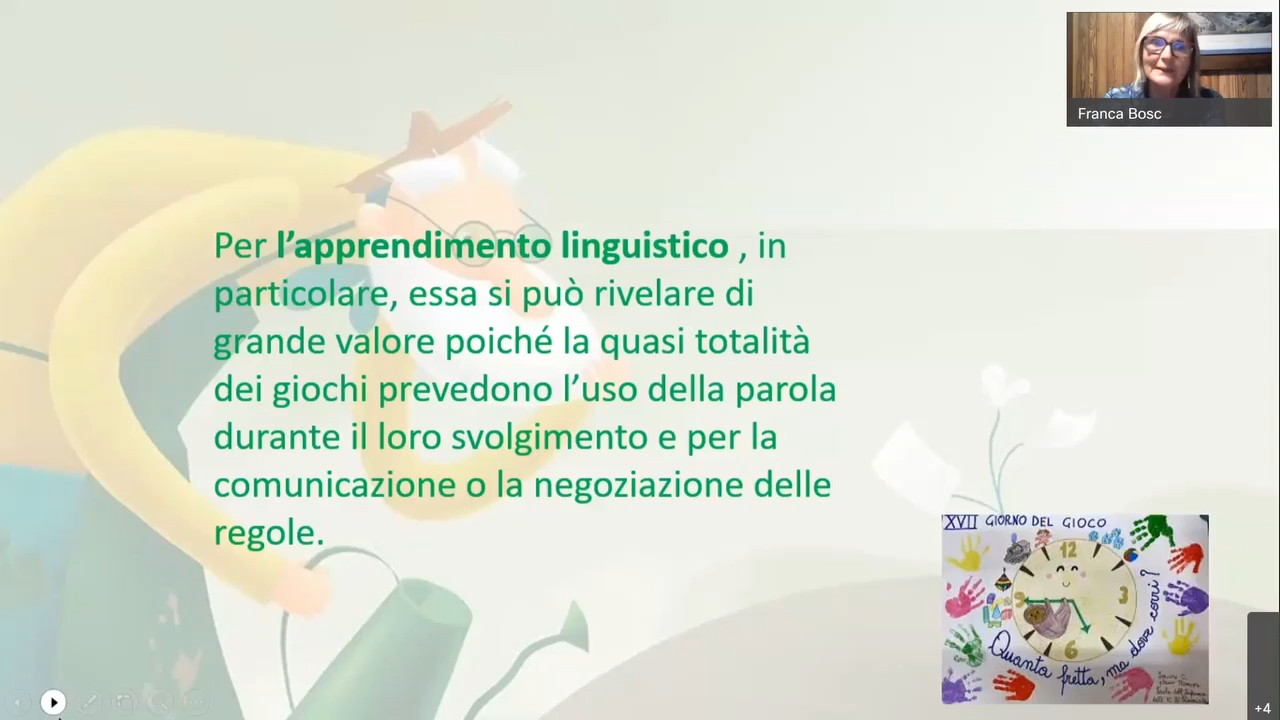 Franca Bosc
Per l'apprendimento linguistico , in
particolare, essa si può rivelare di
grande valore poiché la quasi totalità
dei giochi prevedono l'uso della parola
durante il loro svolgimento e per la
comunicazione o la negoziazione delle
regole.
XVII GIORNO DEL GIOCO
12
9
3
6
Quanta fretta, ma dove corri?
+4